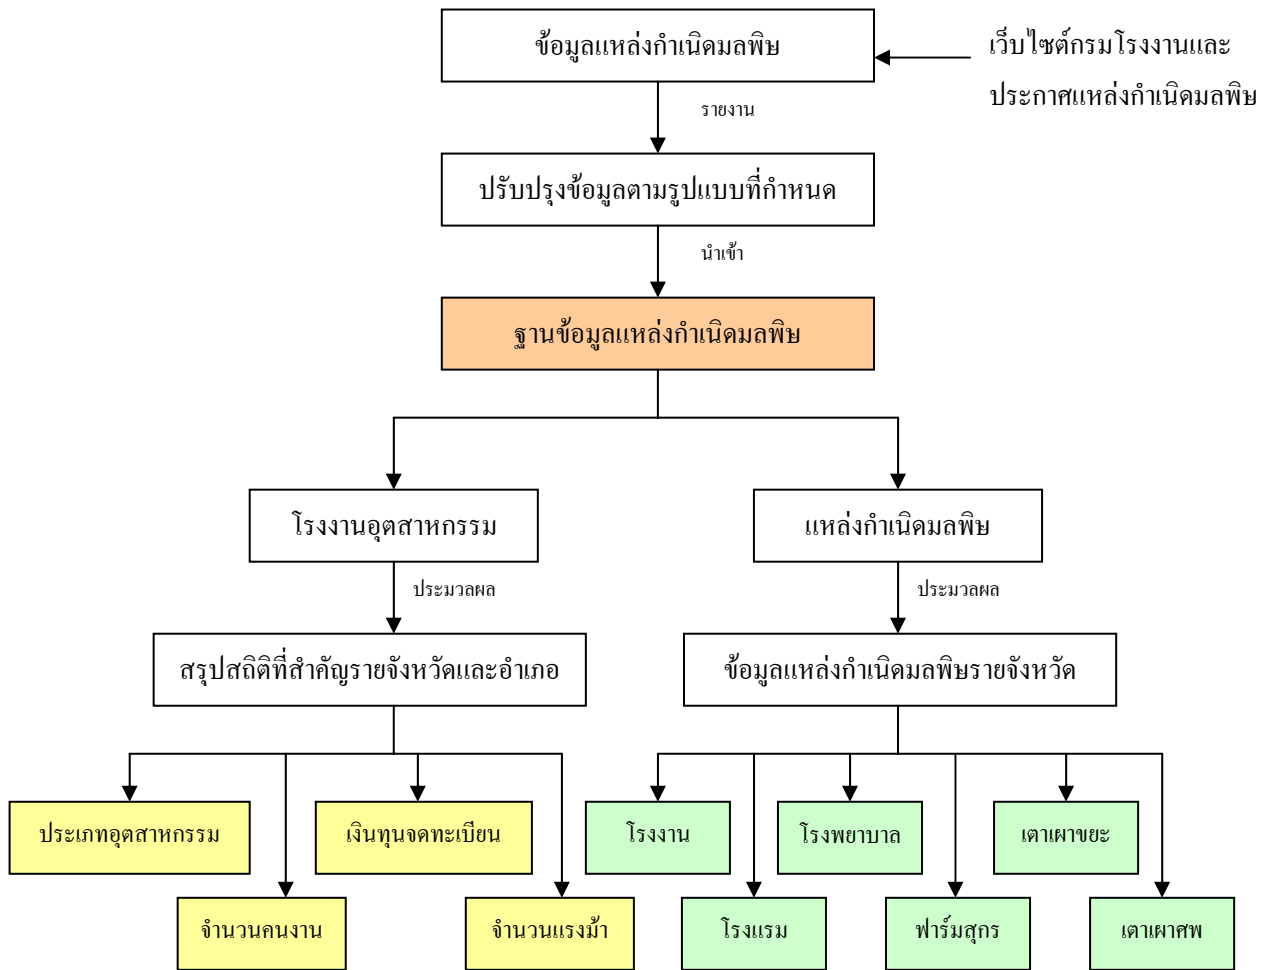 ข้อมูลแหล่งกำเนิดมลพิษ
เว็บไซต์กรมโรงงานและ
ประกาศแหล่งกำเนิดมลพิษ
รายงาน
ปรับปรุงข้อมูลตามรูปแบบที่กำหนด
นำเข้า
ฐานข้อมูลแหล่งกำเนิดมลพิษ
โรงงานอุตสาหกรรม
แหล่งกำเนิดมลพิษ
ประมวลผล
ประมวลผล
สรุปสถิติที่สำคัญรายจังหวัดและอำเภอ
ข้อมูลแหล่งกำเนิดมลพิษรายจังหวัด
ประเภทอุตสาหกรรม
เงินทุนจดทะเบียน
โรงงาน
โรงพยาบาล
เตาเผาขยะ
จำนวนคนงาน
จำนวนแรงม้า
โรงแรม
ฟาร์มสุกร
เตาเผาศพ